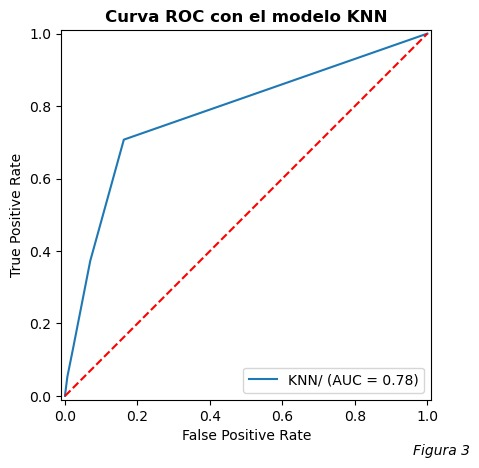 Curva ROC con el modelo KNN
1.0
0.8
0.6
0.4
0.2
0.0
True Positive Rate
KNN/ (AUC = 0.78)
0.0 0.2 0.4 0.6 0.8 1.0
False Positive Rate
Figura 3